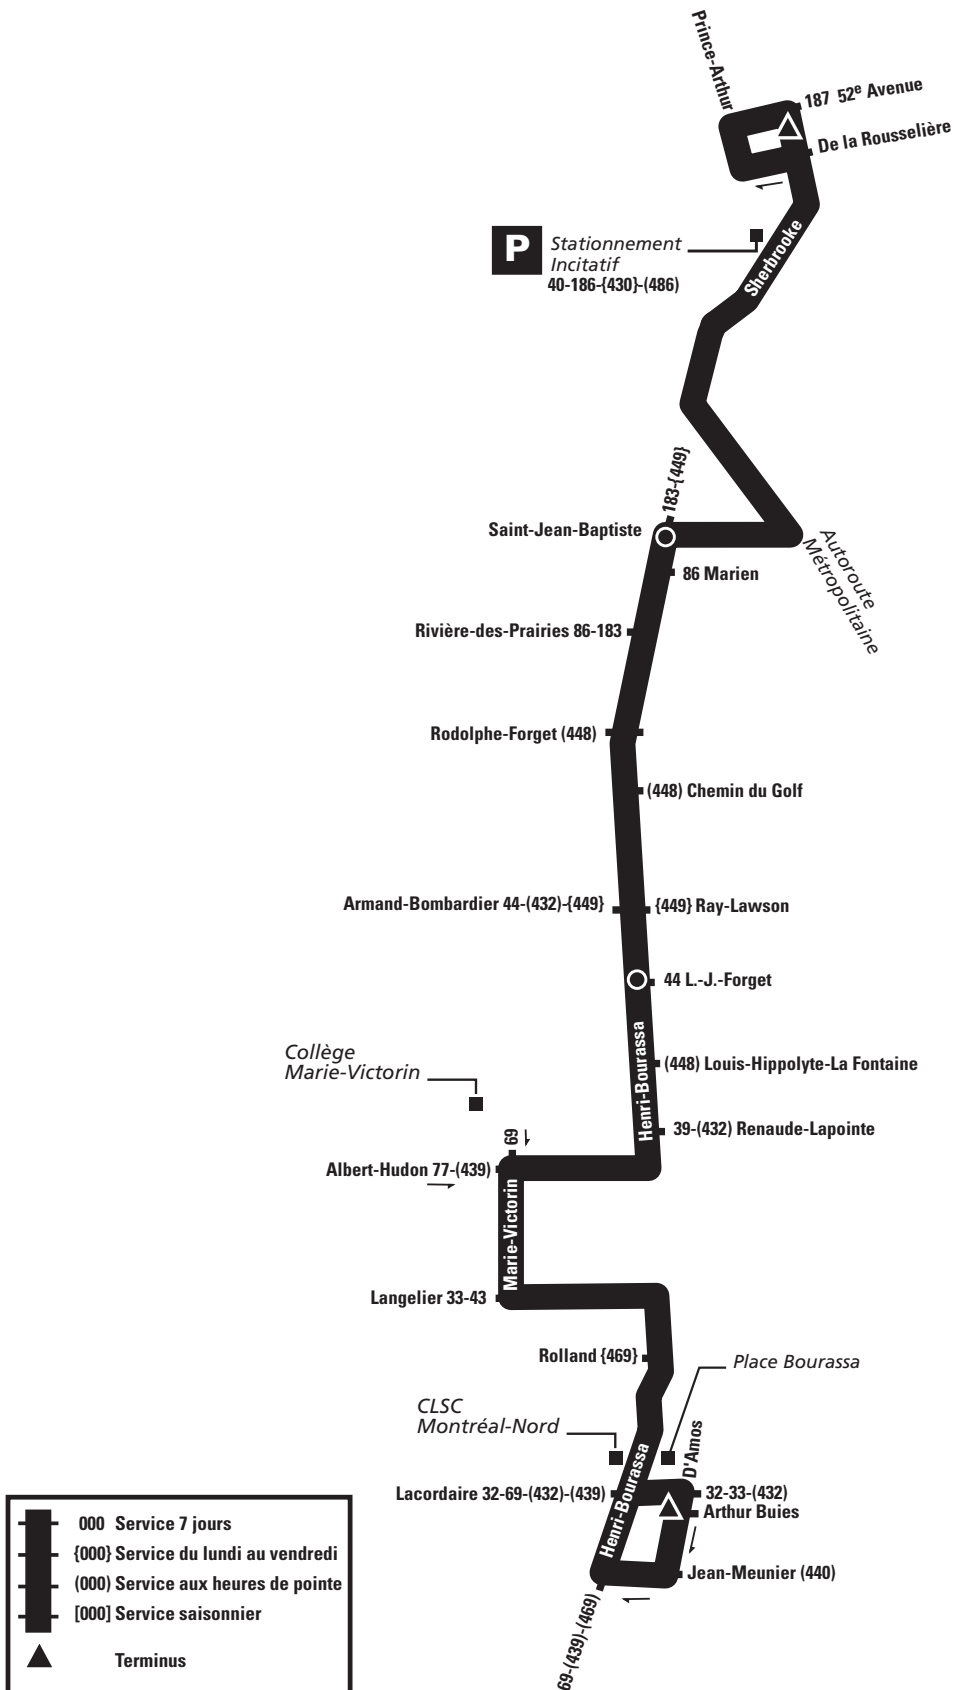 Prince-Arthur
187 52e Avenue
De la Rousselière
P
Stationnement
Incitatif
40-186-{430}-(486)
Sherbrooke
183-{449}
Saint-Jean-Baptiste
Autoroute
Métropolitaine
86 Marien
Rivière-des-Prairies 86-183
Rodolphe-Forget (448)
(448) Chemin du Golf
Armand-Bombardier 44-(432)-{449}
{449} Ray-Lawson
44 L.-J.-Forget
Henri-Bourassa
Collège
Marie-Victorin
(448) Louis-Hippolyte-La Fontaine
39-(432) Renaude-Lapointe
69
Albert-Hudon 77-(439)
Marie-Victorin
Langelier 33-43
Rolland {469}
Place Bourassa
CLSC
Montréal-Nord
D'Amos
Henri-Bourassa
Lacordaire 32-69-(432)-(439)
32-33-(432)
Arthur Buies
Jean-Meunier (440)
69-(439)-(469)
000 Service 7 jours
{000} Service du lundi au vendredi
(000) Service aux heures de pointe
[000] Service saisonnier
Terminus